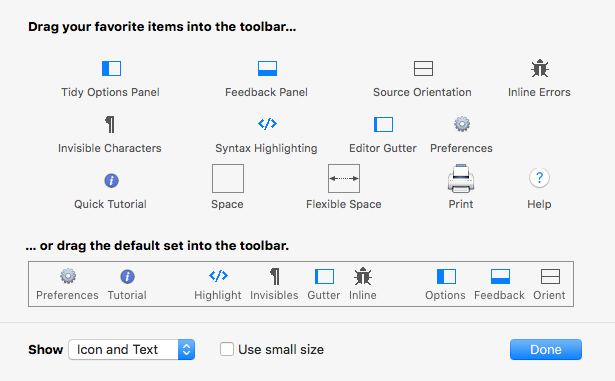 Drag your favorite items into the toolbar...
Tidy Options Panel
Feedback Panel
Source Orientation
Inline Errors
Invisible Characters
Syntax Highlighting
Editor Gutter
Preferences
Quick Tutorial
Space
Flexible Space
Print
Help
... or drag the default set into the toolbar.
Preferences
Tutorial
Highlight
Invisibles
Gutter
Inline
Options
Feedback
Orient
Show
Icon and Text
Use small size
Done